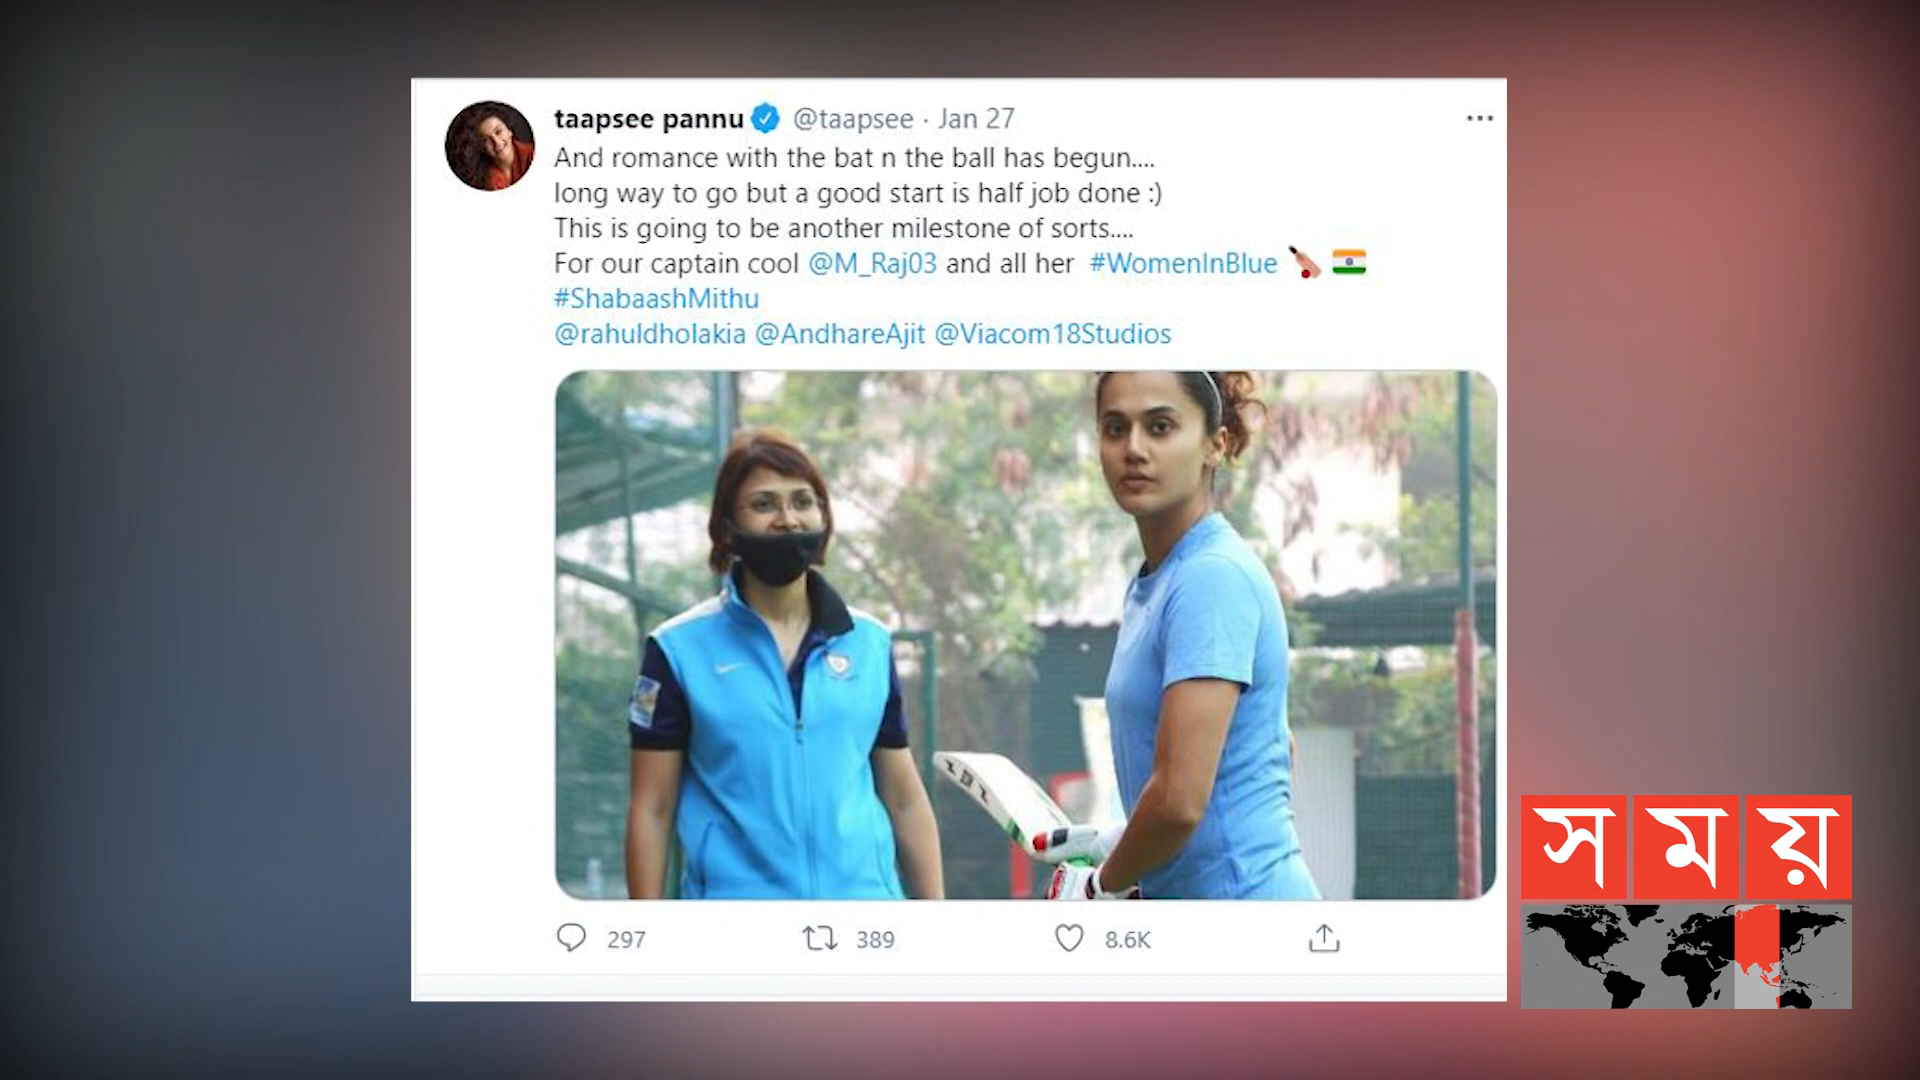 taapsee pannu @taapsee · Jan 27
And romance with the bat n the ball has begun....
long way to go but a good start is half job done :)
This is going to be another milestone of sorts....
For our captain cool @M_Raj03 and all her #WomenInBlue 🏏 🇮🇳
#ShabaashMithu
@rahuldholakia @AndhareAjit @Viacom18Studios
297 389 8.6K
সময়